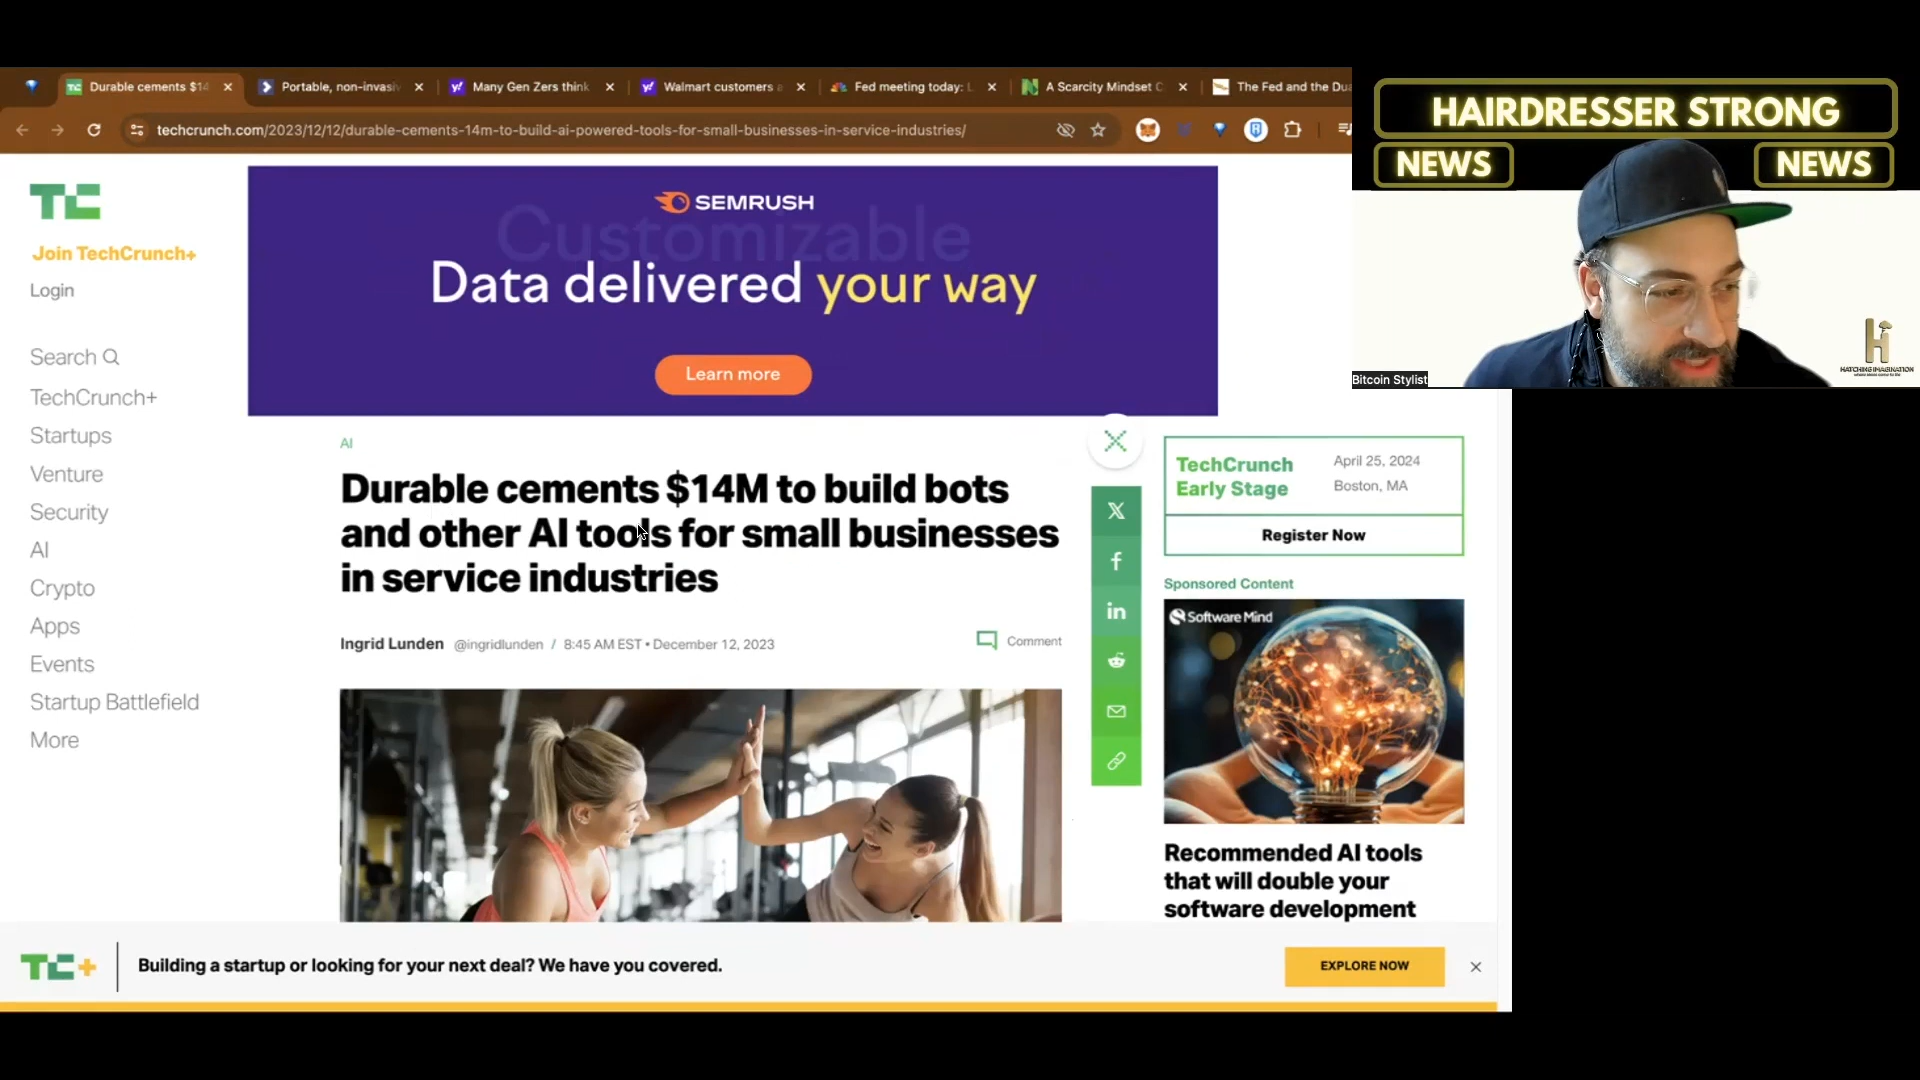 Durable cements $14
Portable, non-invasiv
Many Gen Zers think
Walmart customers a
Fed meeting today: L
A Scarcity Mindset C
The Fed and the Dua
techcrunch.com/2023/12/12/durable-cements-14m-to-build-ai-powered-tools-for-small-businesses-in-service-industries/
HAIRDRESSER STRONG
NEWS
NEWS
HATCHING IMAGINATION
Bitcoin Stylist
TC
Join TechCrunch+
Login
Search
TechCrunch+
Startups
Venture
Security
AI
Crypto
Apps
Events
Startup Battlefield
More
SEMRUSH
Customizable
Data delivered your way
Learn more
AI
Durable cements $14M to build bots
and other AI tools for small businesses
in service industries
Ingrid Lunden @ingridlunden / 8:45 AM EST • December 12, 2023
Comment
TechCrunch
Early Stage
April 25, 2024
Boston, MA
Register Now
Sponsored Content
Software Mind
Recommended AI tools
that will double your
software development
TC+
Building a startup or looking for your next deal? We have you covered.
EXPLORE NOW